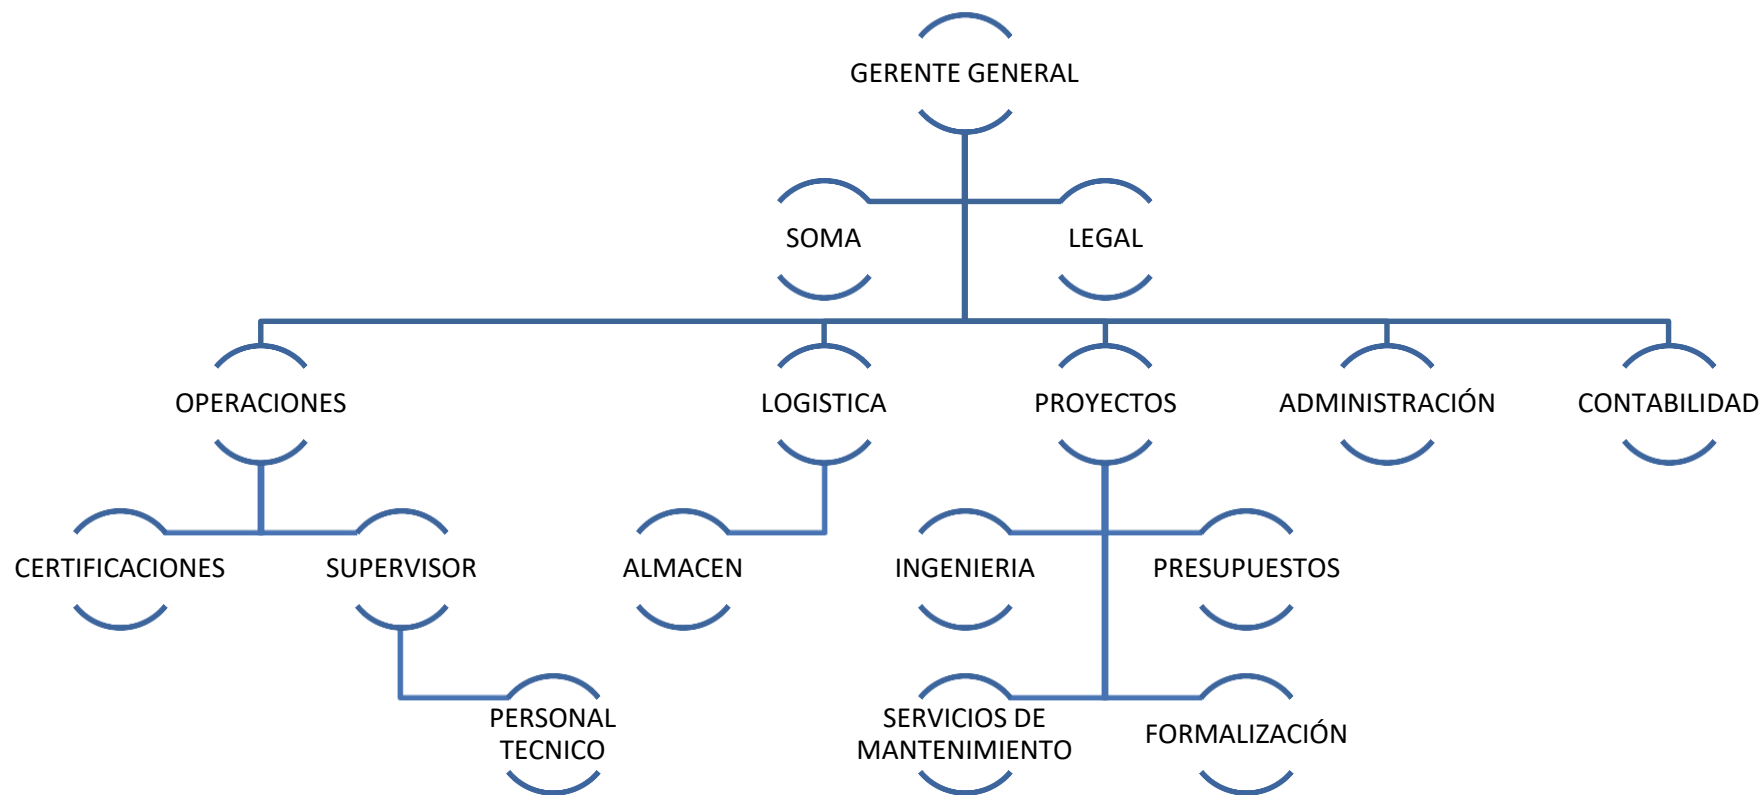 GERENTE GENERAL
SOMA
LEGAL
OPERACIONES
LOGISTICA
PROYECTOS
ADMINISTRACIÓN
CONTABILIDAD
CERTIFICACIONES
SUPERVISOR
ALMACEN
INGENIERIA
PRESUPUESTOS
PERSONAL
TECNICO
SERVICIOS DE
MANTENIMIENTO
FORMALIZACIÓN